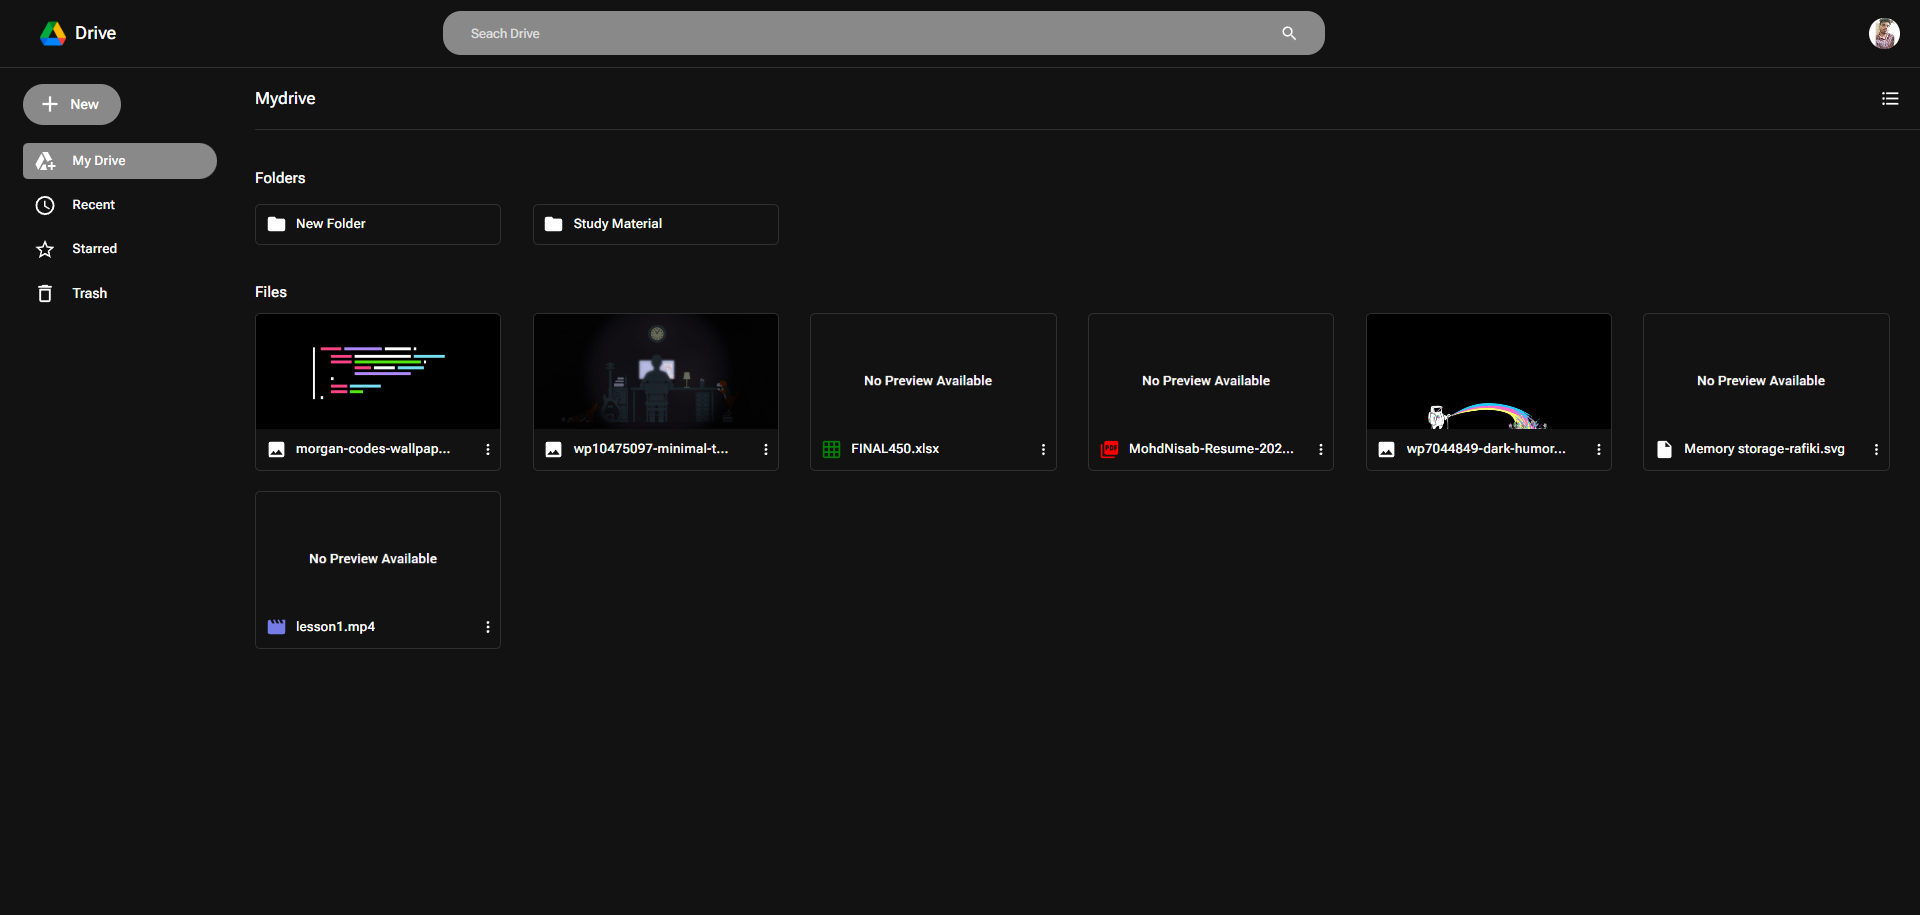 Drive
Seach Drive
New
Mydrive
My Drive
Recent
Starred
Trash
Folders
New Folder
Study Material
Files
morgan-codes-wallpap...
wp10475097-minimal-t...
No Preview Available
FINAL450.xlsx
No Preview Available
PDF
MohdNisab-Resume-202...
wp7044849-dark-humor...
No Preview Available
Memory storage-rafiki.svg
No Preview Available
lesson1.mp4